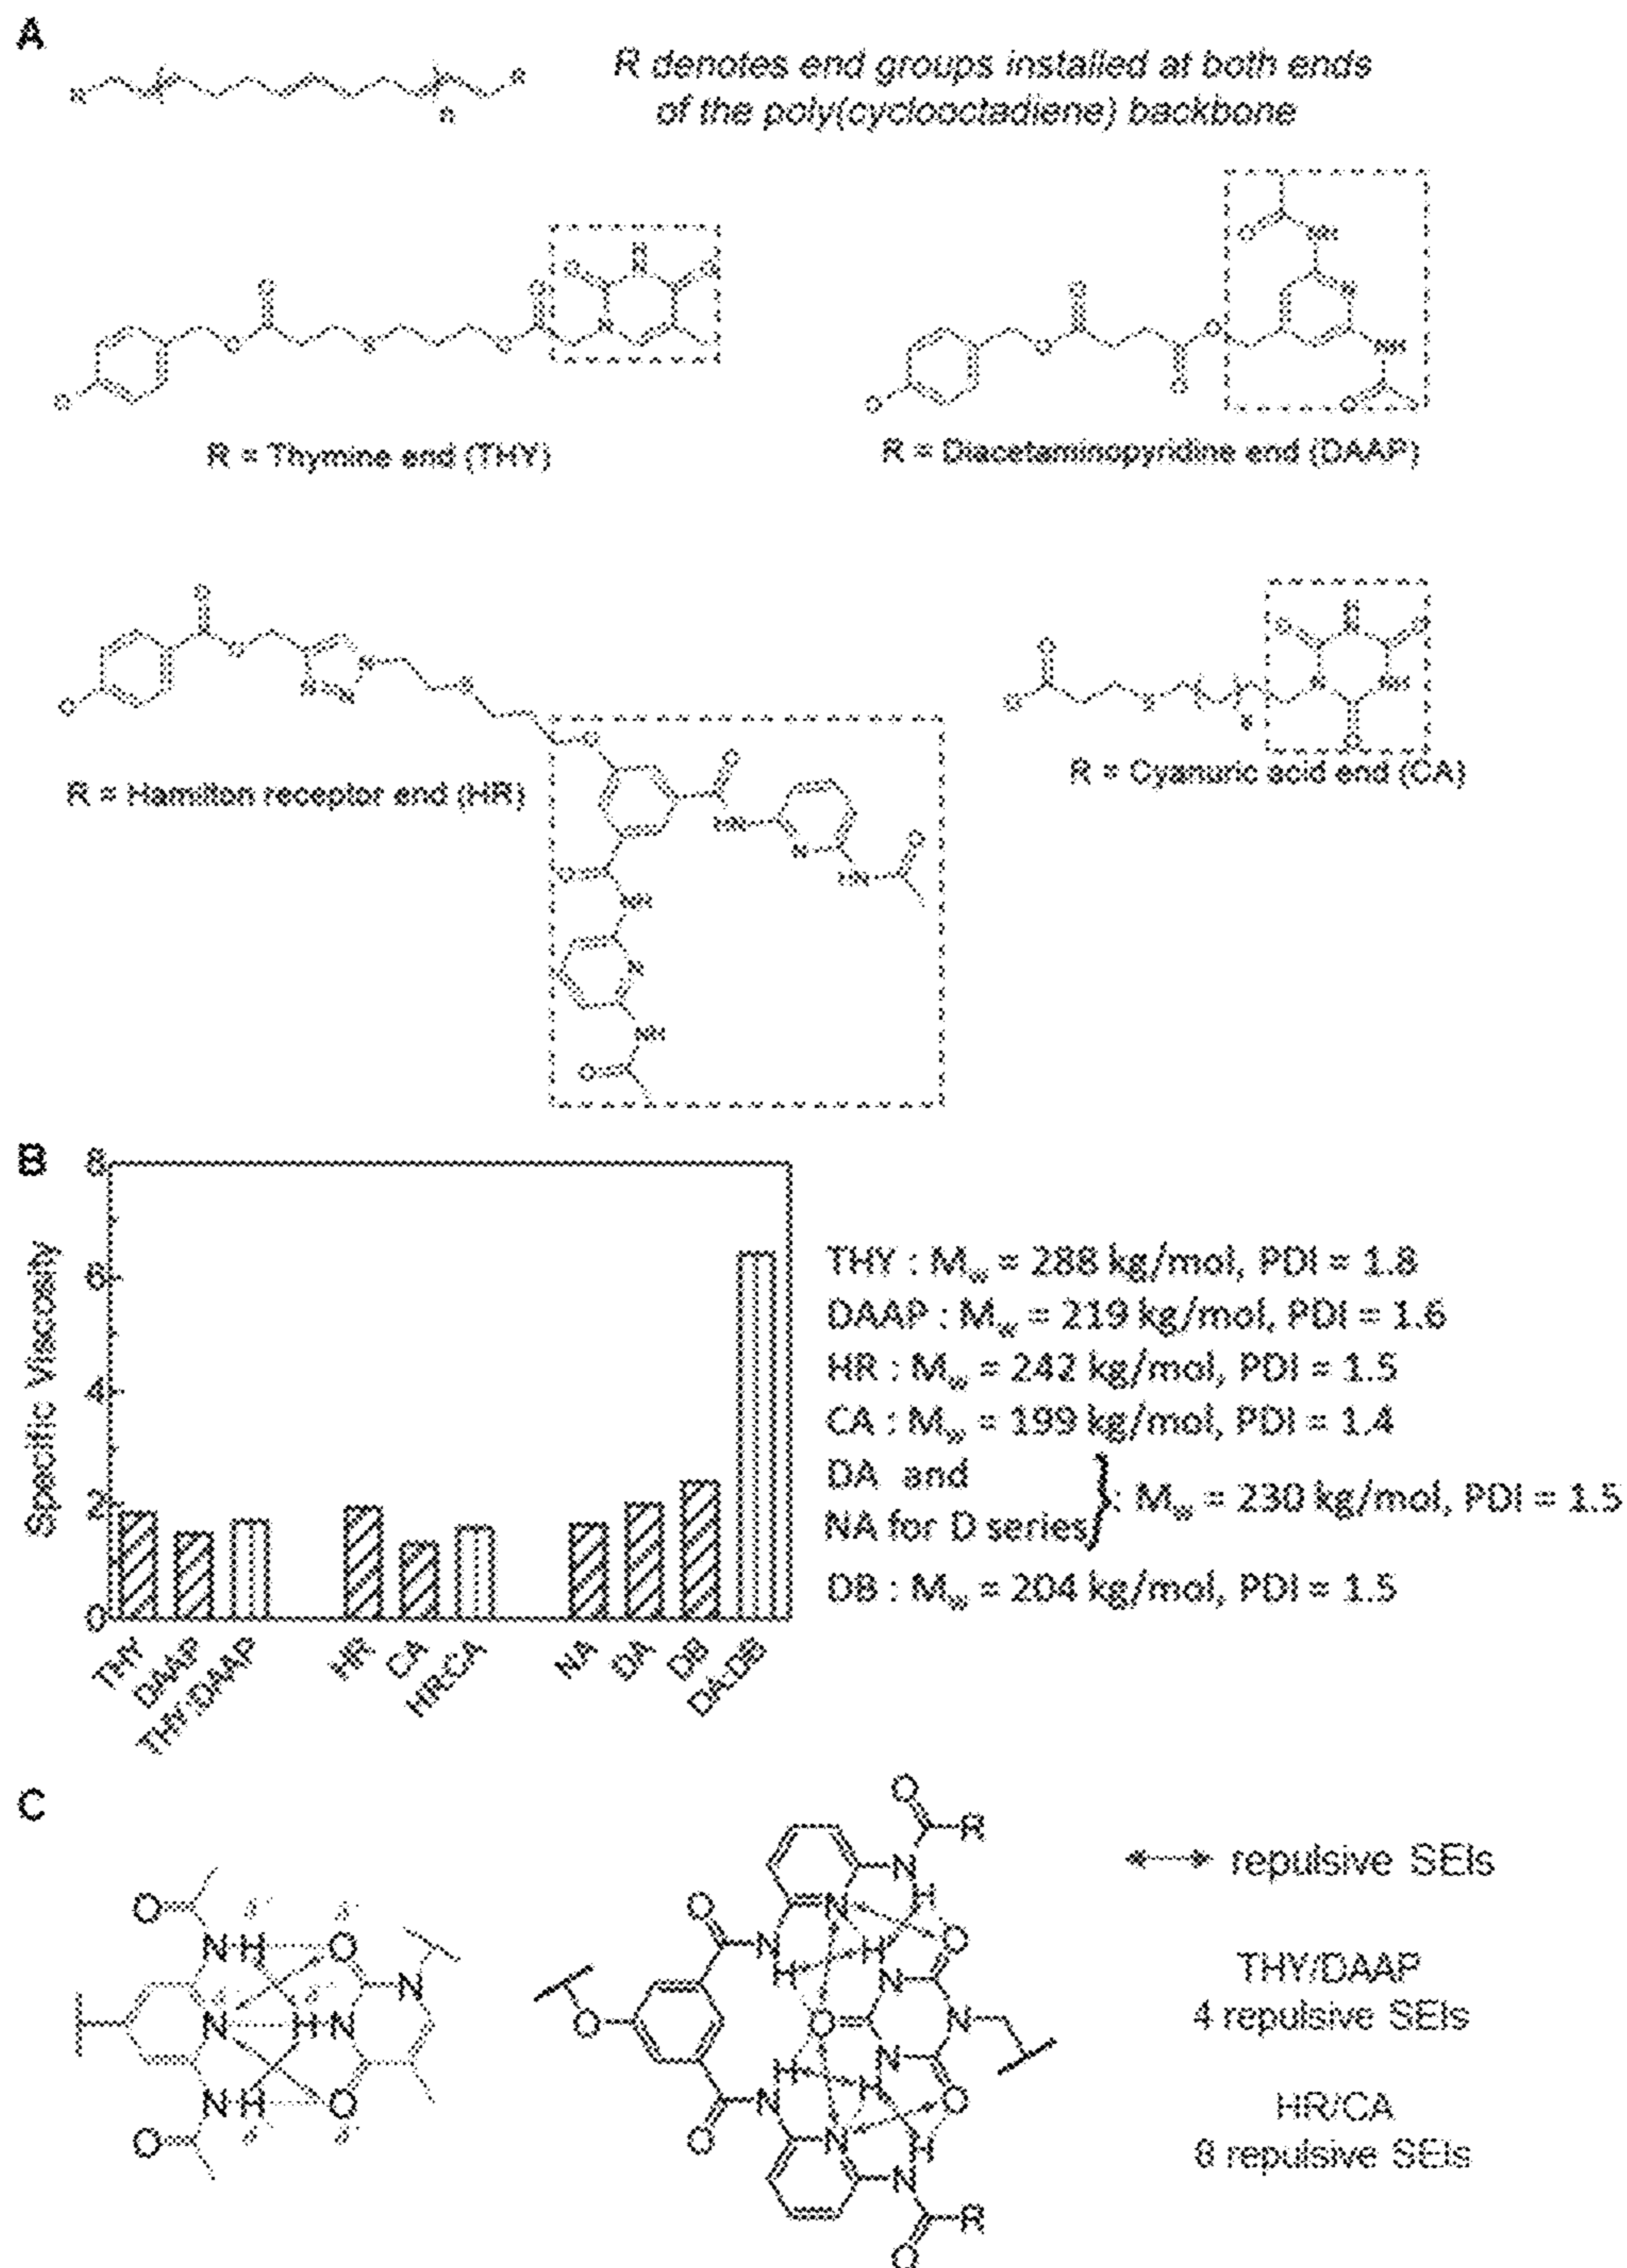 A
R denotes end groups installed at both ends
of the poly(cyclooctadiene) backbone
R
R
n
R = Thymine end (THY)
R = Diacetaminopyridine end (DAAP)
R = Hamilton receptor end (HR)
R = Cyanuric acid end (CA)
B
Specific Viscosity
8
6
4
2
0
THY
DAAP
THY/DAAP
HR
CA
HR/CA
NA
DA
DB
DA/DB
THY : Mw = 288 kg/mol, PDI = 1.8
DAAP : Mw = 219 kg/mol, PDI = 1.6
HR : Mw = 242 kg/mol, PDI = 1.5
CA : Mw = 199 kg/mol, PDI = 1.4
DA and
NA for D series
: Mw = 230 kg/mol, PDI = 1.5
DB : Mw = 204 kg/mol, PDI = 1.5
C
repulsive SEIs
THY/DAAP
4 repulsive SEIs
HR/CA
6 repulsive SEIs